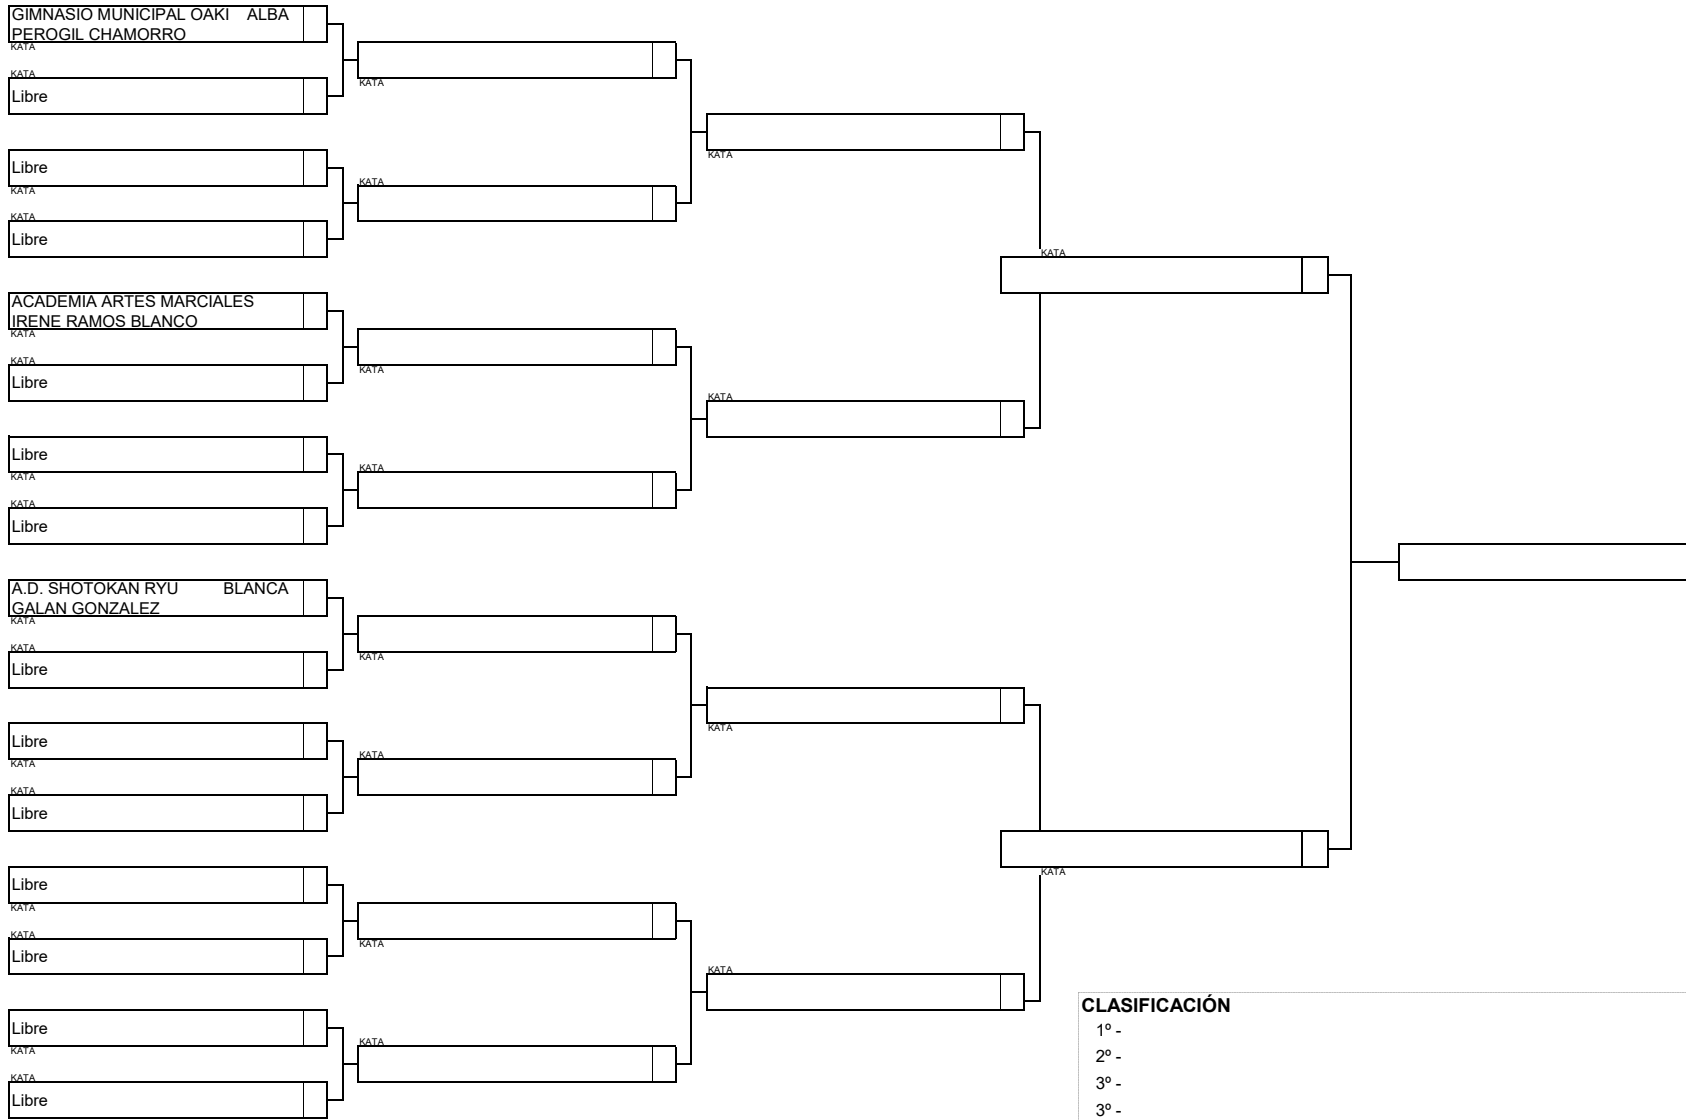 GIMNASIO MUNICIPAL OAKI ALBA
PEROGIL CHAMORRO
KATA
KATA
Libre
Libre
KATA
KATA
Libre
ACADEMIA ARTES MARCIALES
IRENE RAMOS BLANCO
KATA
KATA
Libre
Libre
KATA
KATA
Libre
A.D. SHOTOKAN RYU BLANCA
GALAN GONZALEZ
KATA
KATA
Libre
Libre
KATA
KATA
Libre
Libre
KATA
KATA
Libre
Libre
KATA
KATA
Libre
KATA
KATA
KATA
KATA
KATA
KATA
KATA
KATA
KATA
KATA
KATA
KATA
KATA
KATA
CLASIFICACIÓN
1º -
2º -
3º -
3º -